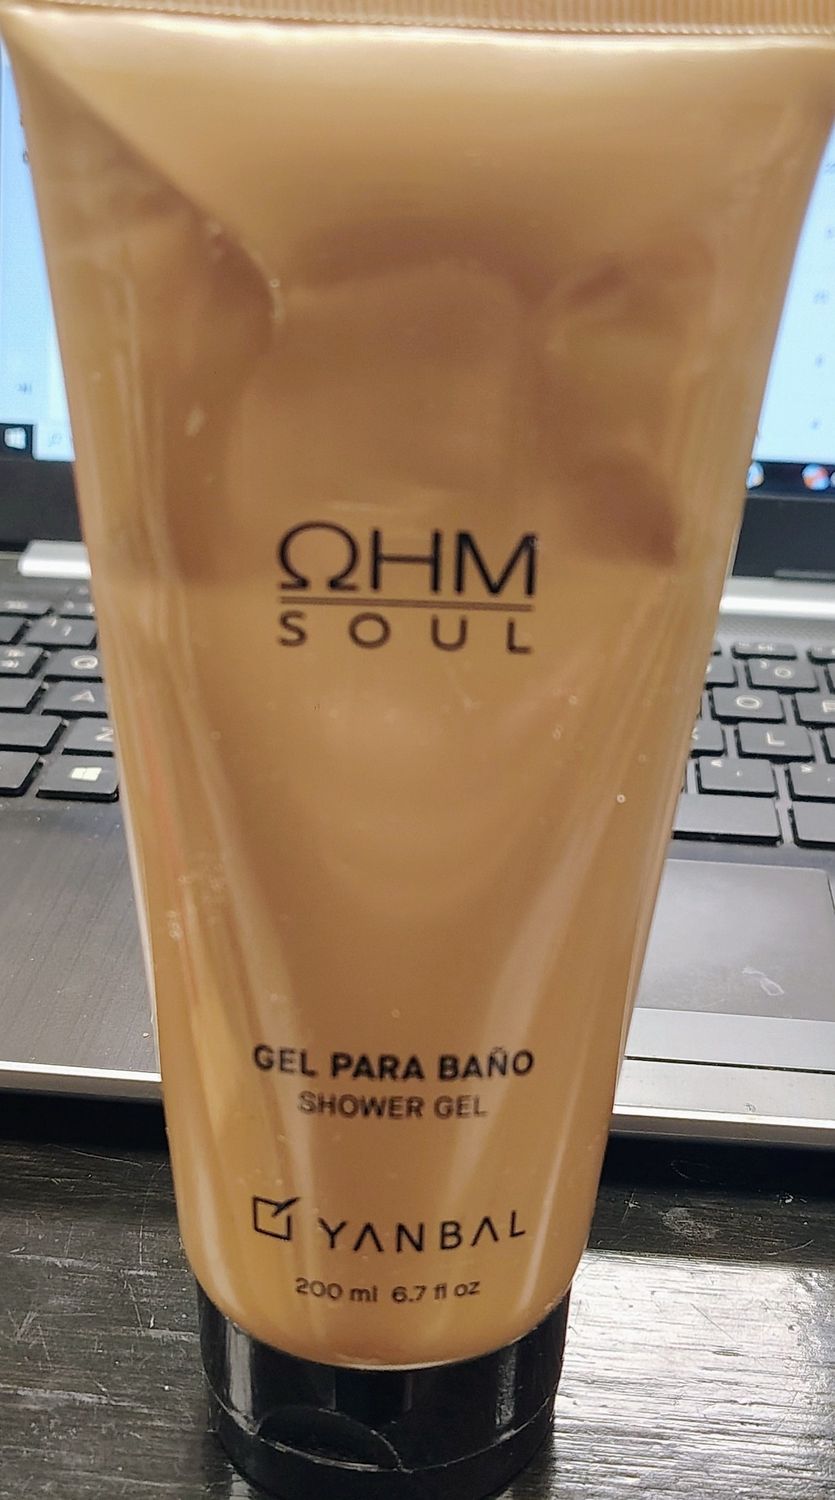 ΩHM
SOUL
GEL PARA BAÑO
SHOWER GEL
YANBAL
200 ml 6.7 fl oz